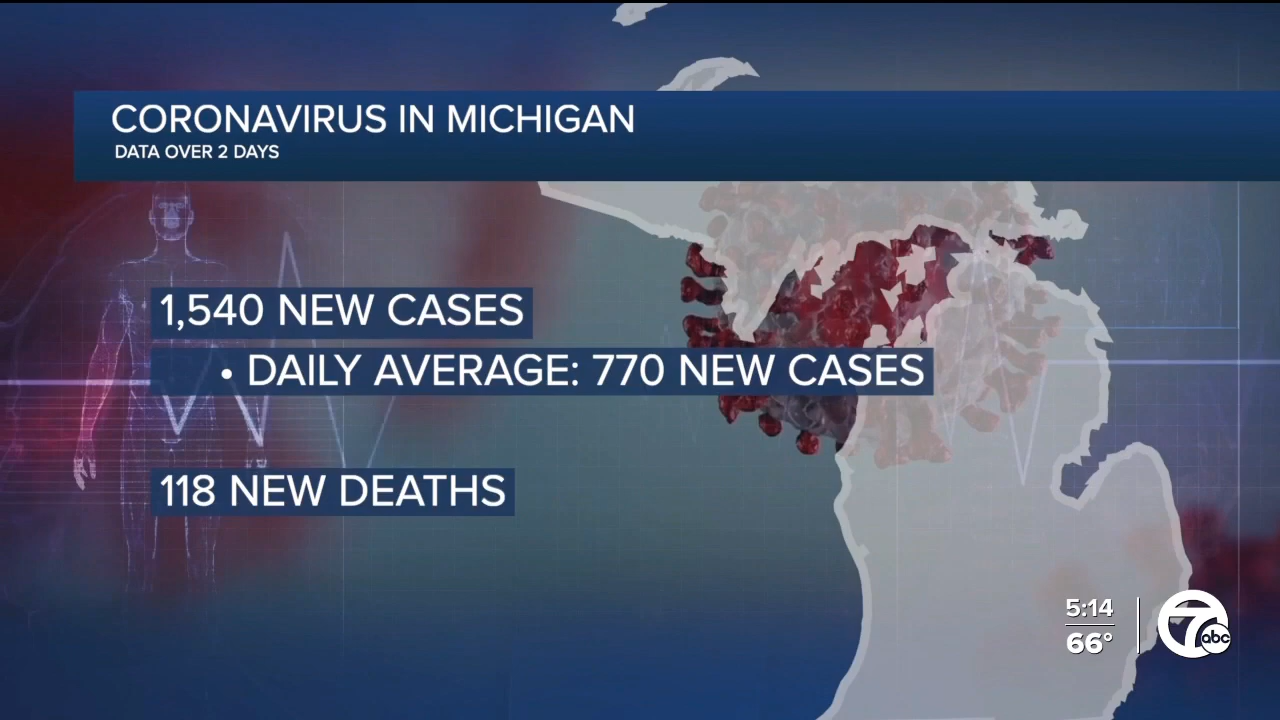 CORONAVIRUS IN MICHIGAN
DATA OVER 2 DAYS
1,540 NEW CASES
• DAILY AVERAGE: 770 NEW CASES
118 NEW DEATHS
5:14
66°
7
abc